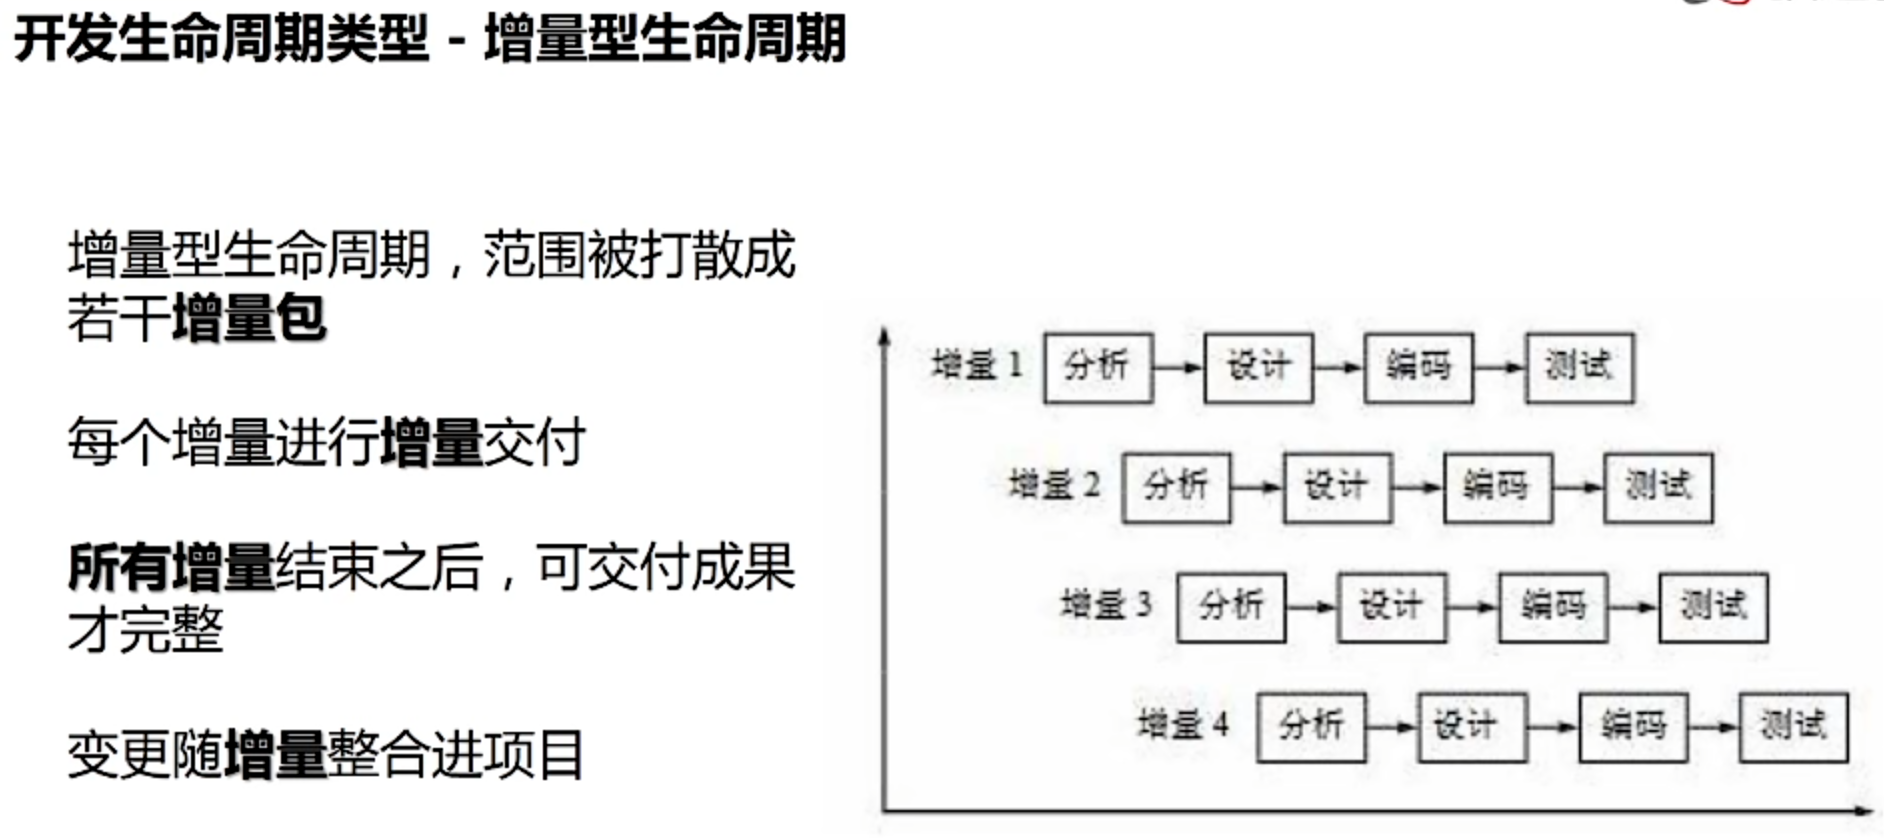 开发生命周期类型 - 增量型生命周期
增量型生命周期，范围被打散成
若干增量包
每个增量进行增量交付
所有增量结束之后，可交付成果
才完整
变更随增量整合进项目
增量 1 分析 设计 编码 测试
增量 2 分析 设计 编码 测试
增量 3 分析 设计 编码 测试
增量 4 分析 设计 编码 测试